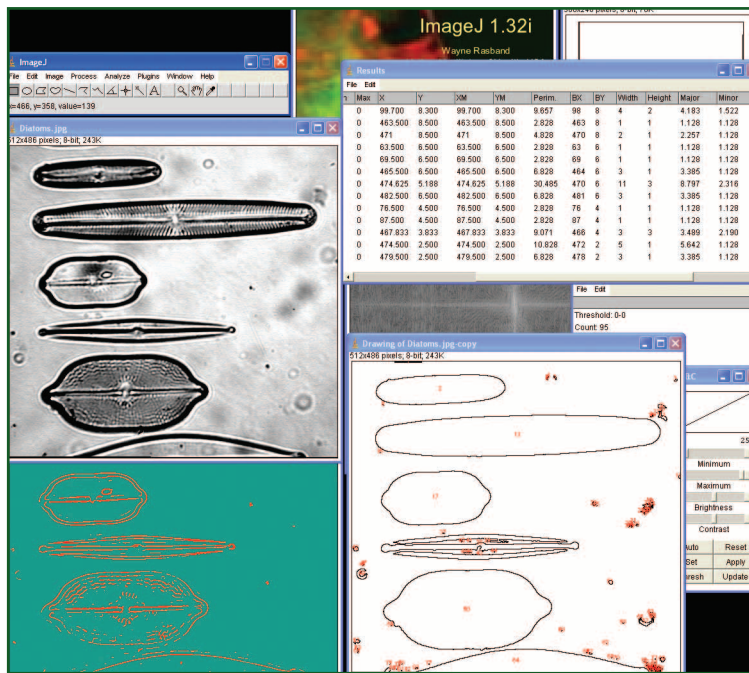 500x246 pixels; 8-bit; 76K
ImageJ 1.32i
Wayne Rasband
ImageJ
File Edit Image Process Analyze Plugins Window Help
x=466, y=358, value=139
Results
File Edit
Max X Y XM YM Perim. BX BY Width Height Major Minor
0 99.700 8.300 99.700 8.300 9.657 98 8 4 2 4.183 1.522
0 463.500 8.500 463.500 8.500 2.828 463 8 1 1 1.128 1.128
0 471 8.500 471 8.500 4.828 470 8 2 1 2.257 1.128
0 63.500 6.500 63.500 6.500 2.828 63 6 1 1 1.128 1.128
0 69.500 6.500 69.500 6.500 2.828 69 6 1 1 1.128 1.128
0 465.500 6.500 465.500 6.500 6.828 464 6 3 1 3.385 1.128
0 474.625 5.188 474.625 5.188 30.485 470 6 11 3 8.797 2.316
0 482.500 6.500 482.500 6.500 6.828 481 6 3 1 3.385 1.128
0 76.500 4.500 76.500 4.500 2.828 76 4 1 1 1.128 1.128
0 87.500 4.500 87.500 4.500 2.828 87 4 1 1 1.128 1.128
0 467.833 3.833 467.833 3.833 9.071 466 4 3 3 3.489 2.190
0 474.500 2.500 474.500 2.500 10.828 472 2 5 1 5.642 1.128
0 479.500 2.500 479.500 2.500 6.828 478 2 3 1 3.385 1.128
Diatoms.jpg
512x486 pixels; 8-bit; 243K
File Edit
Threshold: 0-0
Count: 95
Drawing of Diatoms.jpg-copy
512x486 pixels; 8-bit; 243K
Minimum
Maximum
Brightness
Contrast
Auto Reset
Set Apply
Update